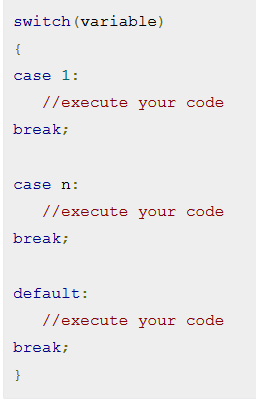 switch(variable)
{
case 1:
//execute your code
break;
case n:
//execute your code
break;
default:
//execute your code
break;
}